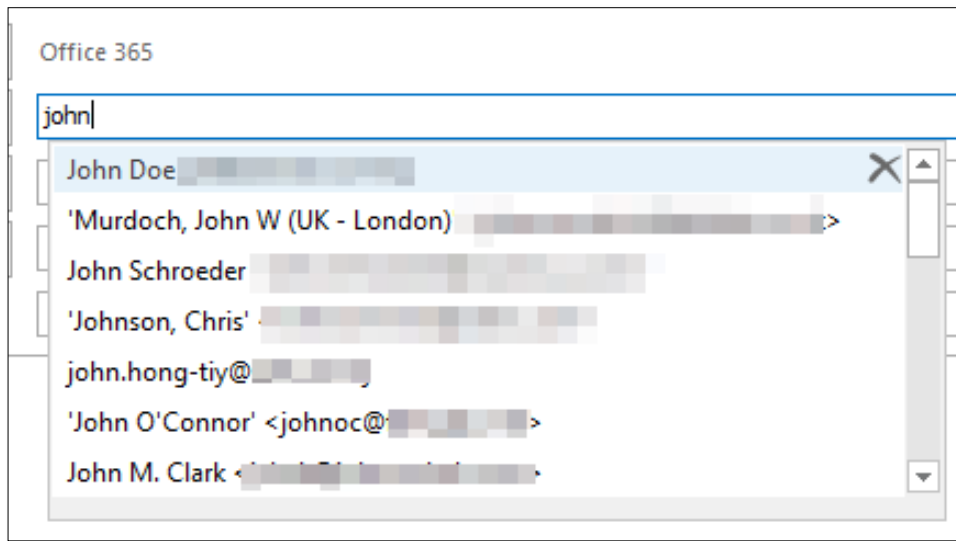 Office 365
john
John Doe
'Murdoch, John W (UK - London) >
John Schroeder
'Johnson, Chris' <
john.hong-tiy@
'John O'Connor' <johnoc@ >
John M. Clark < >